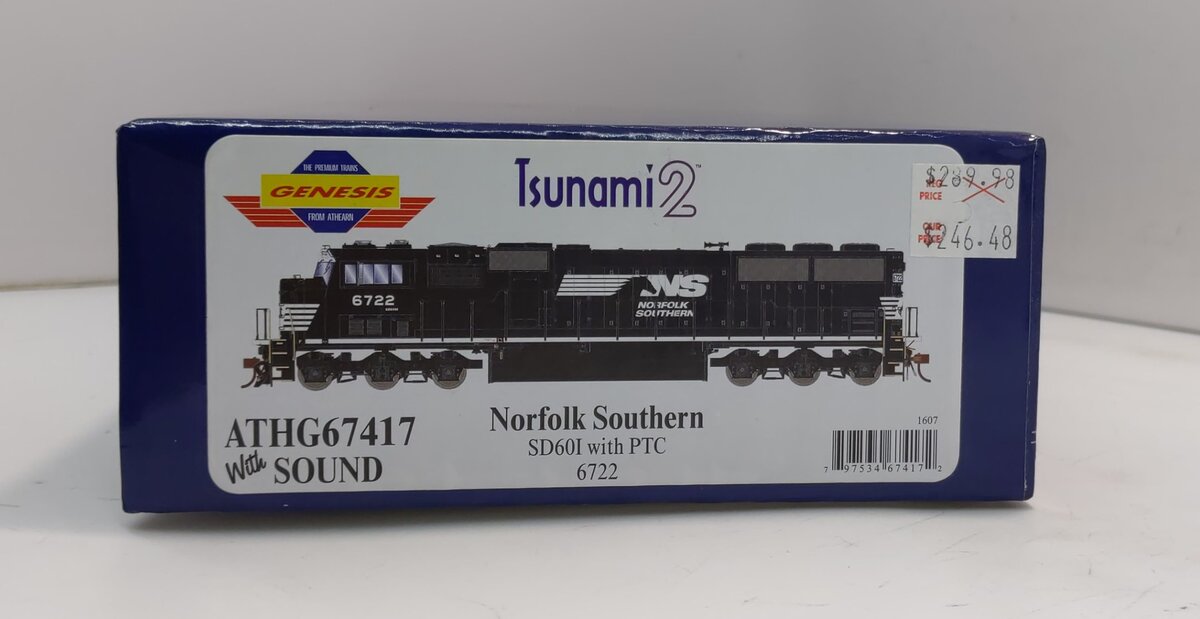 THE PREMIUM TRAINS
GENESIS
FROM ATHEARN
Tsunami2™
REG
PRICE
$289.98
OUR
PRICE
$246.48
6722
NS
NORFOLK
SOUTHERN
ATHG67417
With SOUND
Norfolk Southern
SD60I with PTC
6722
1607
7 97534 67417 2